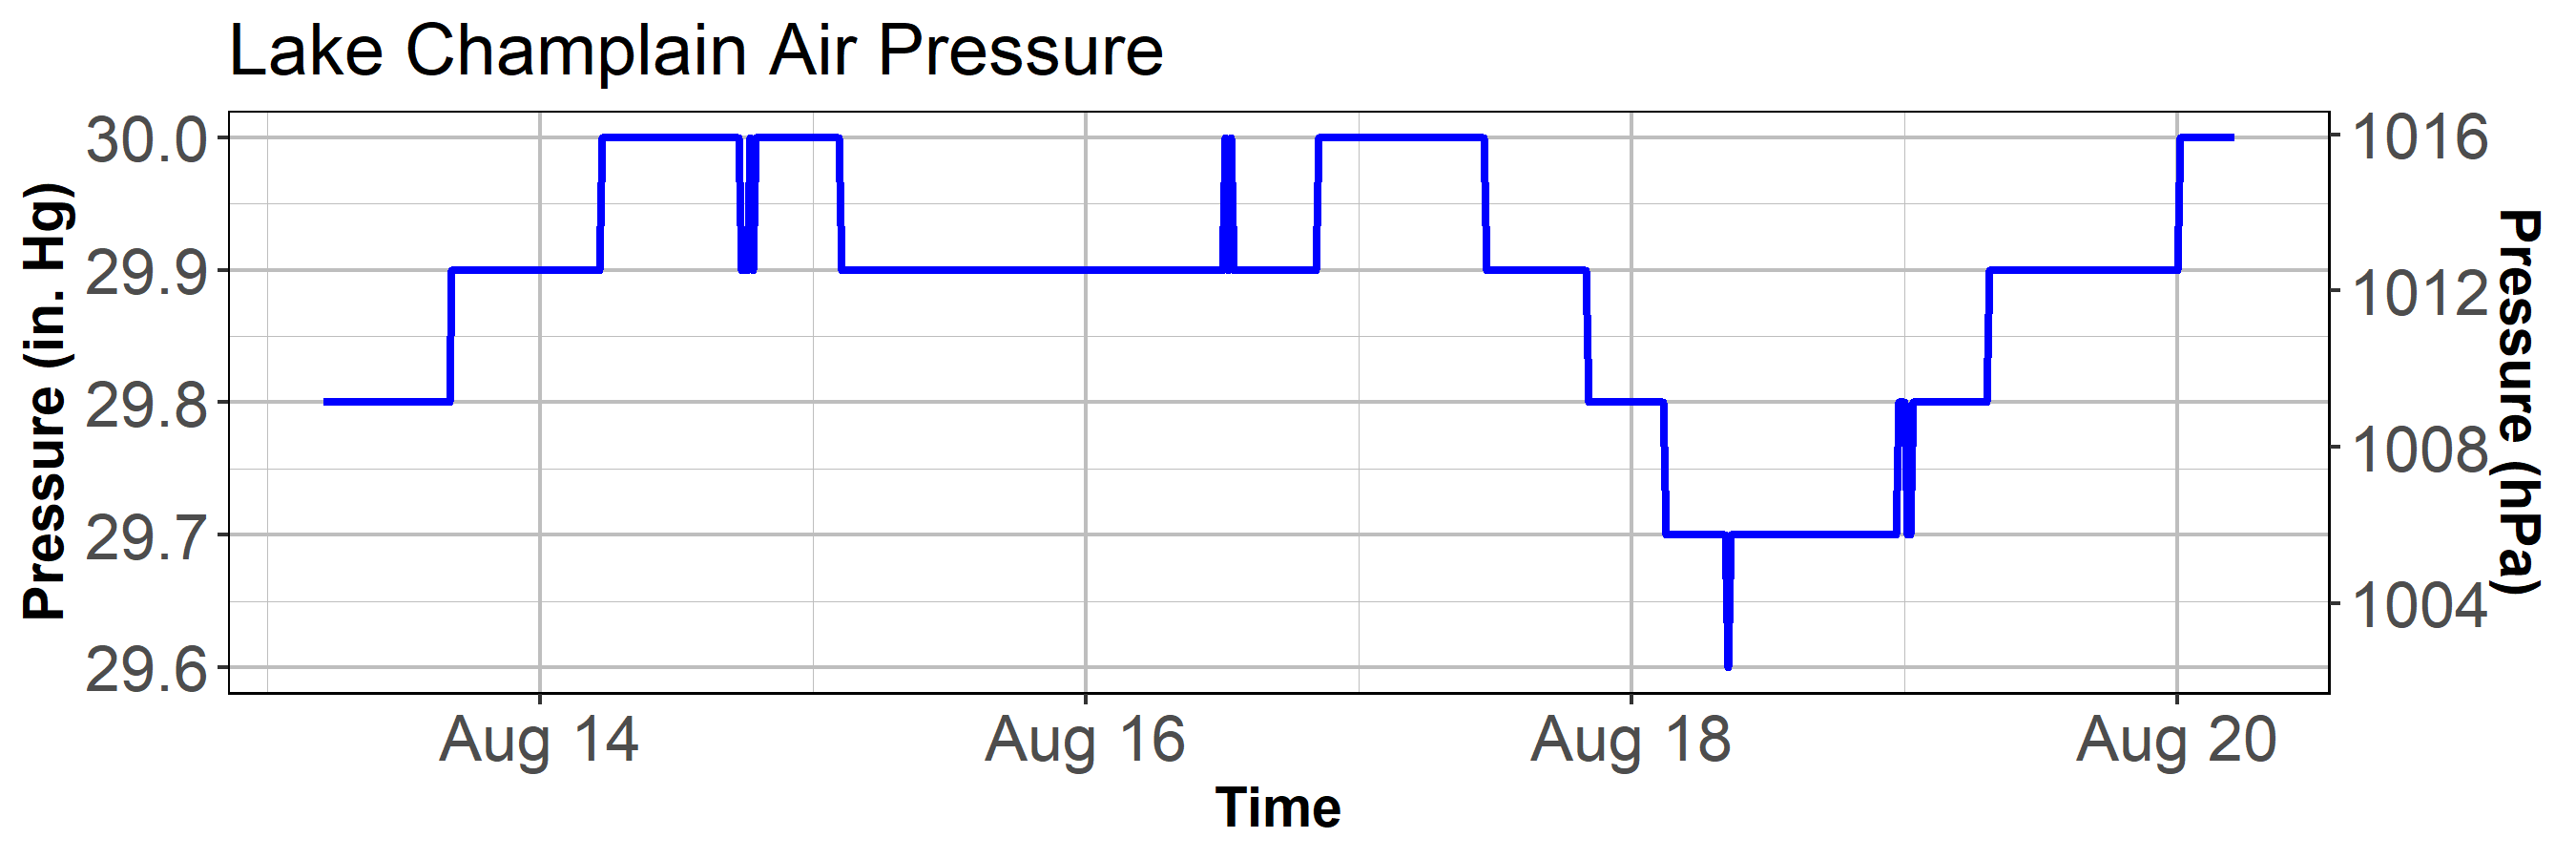 Lake Champlain Air Pressure
Pressure (in. Hg)
30.0
29.9
29.8
29.7
29.6
1016
1012
1008
1004
Pressure (hPa)
Aug 14 Aug 16 Aug 18 Aug 20
Time